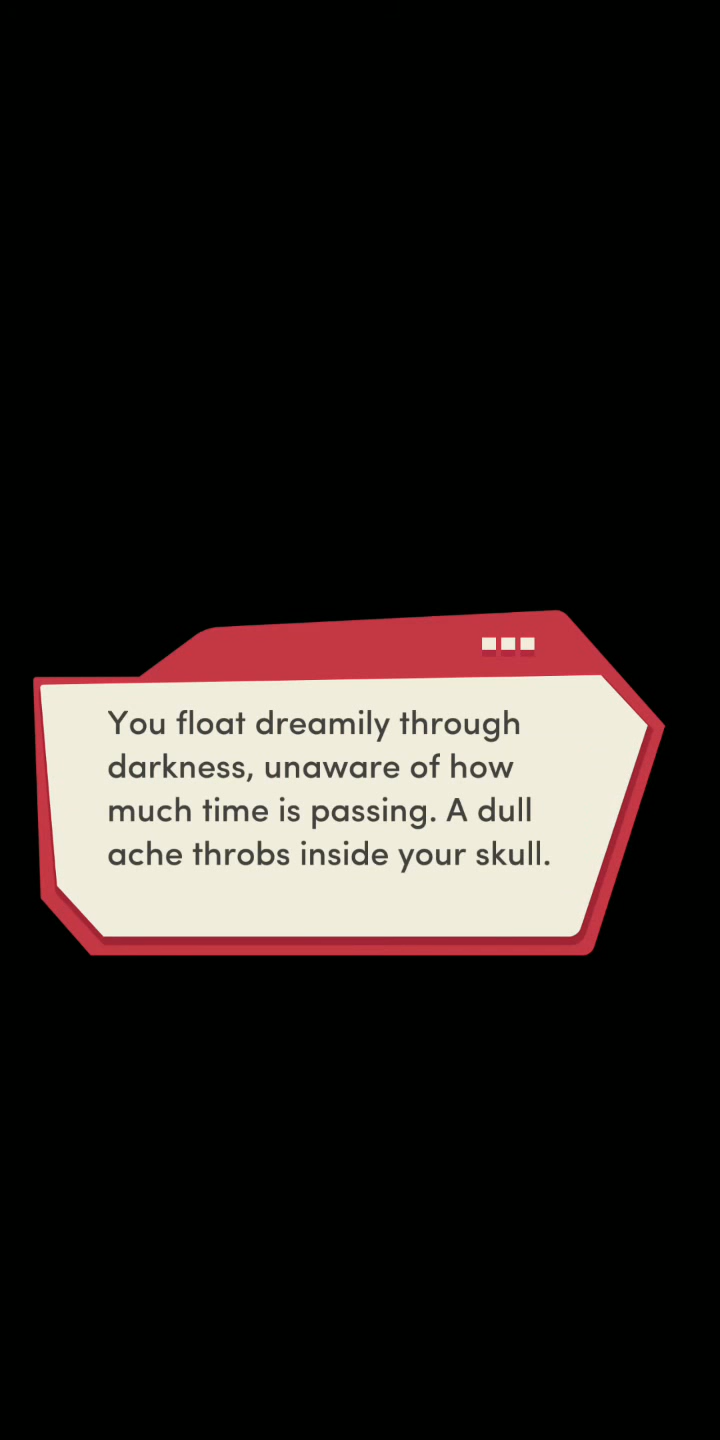 You float dreamily through
darkness, unaware of how
much time is passing. A dull
ache throbs inside your skull.